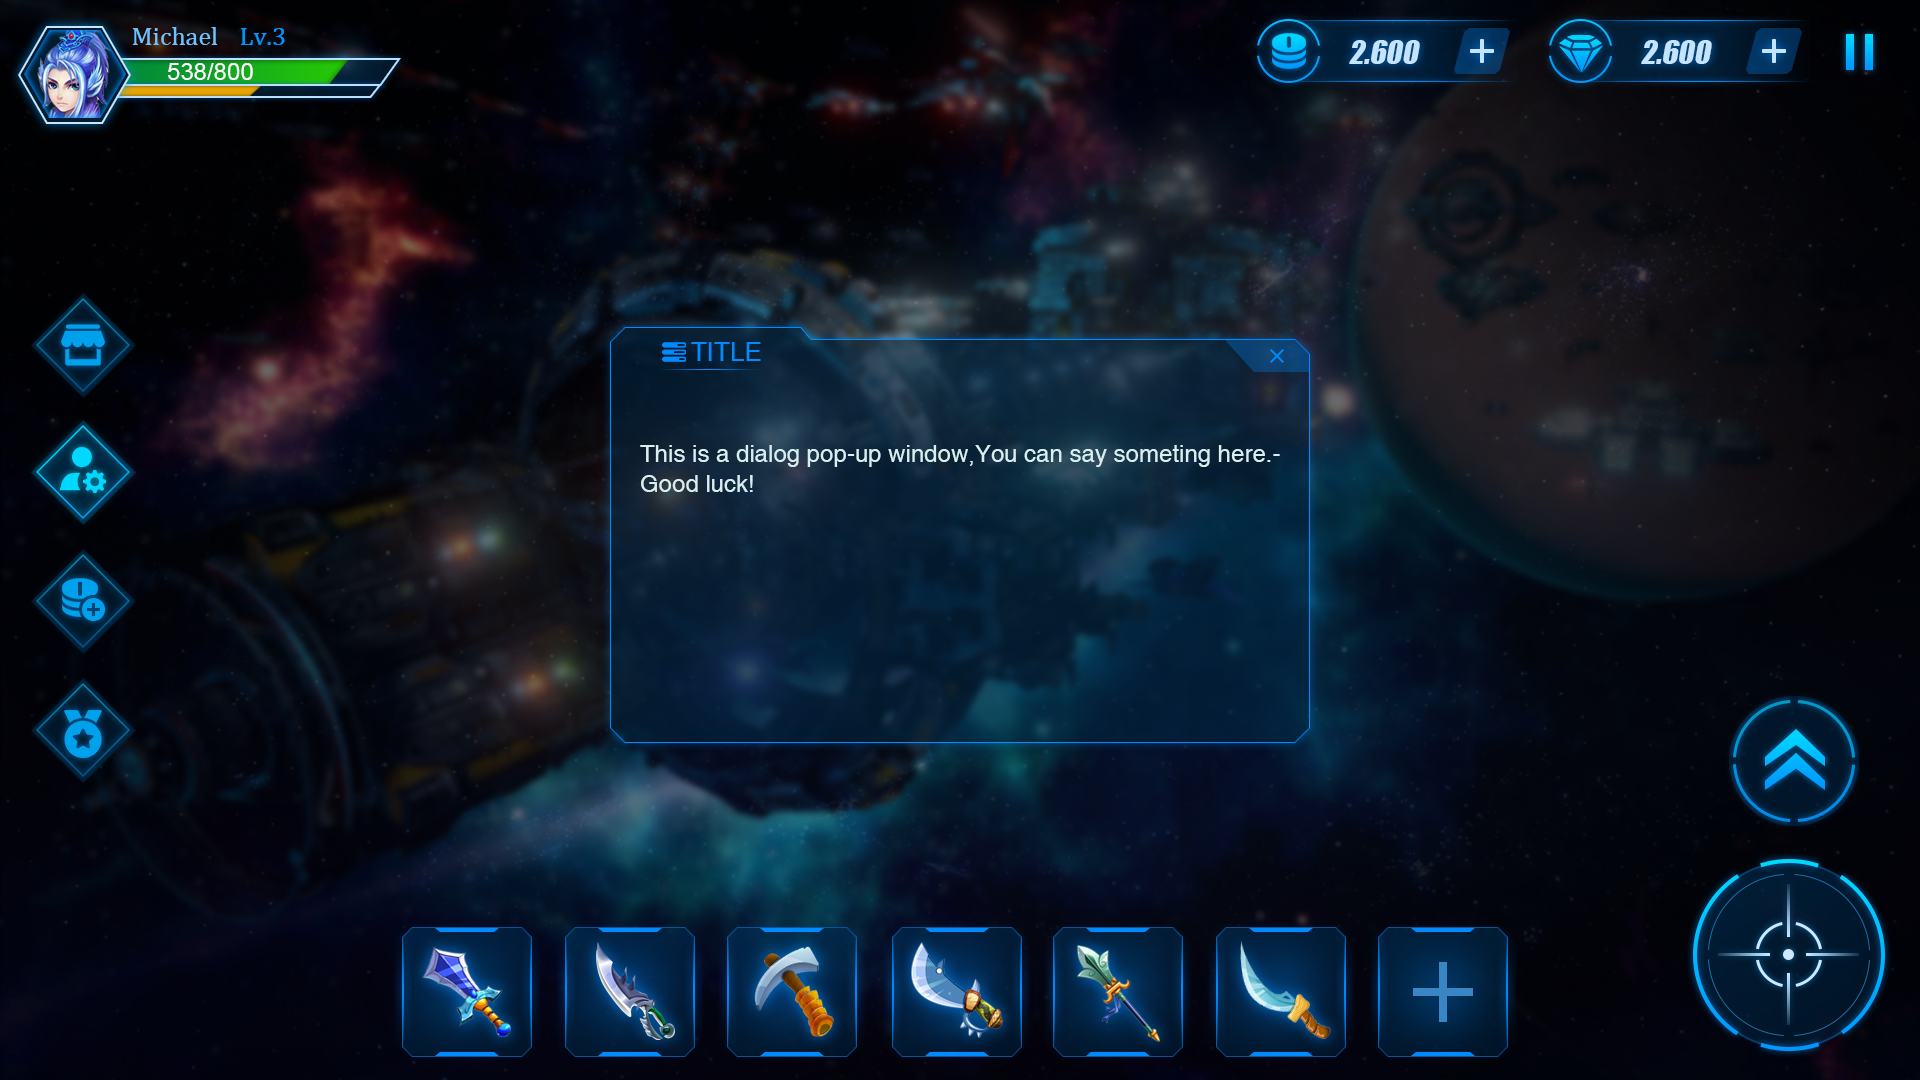 Michael Lv.3
538/800
2.600
2.600
TITLE
This is a dialog pop-up window,You can say someting here.-
Good luck!